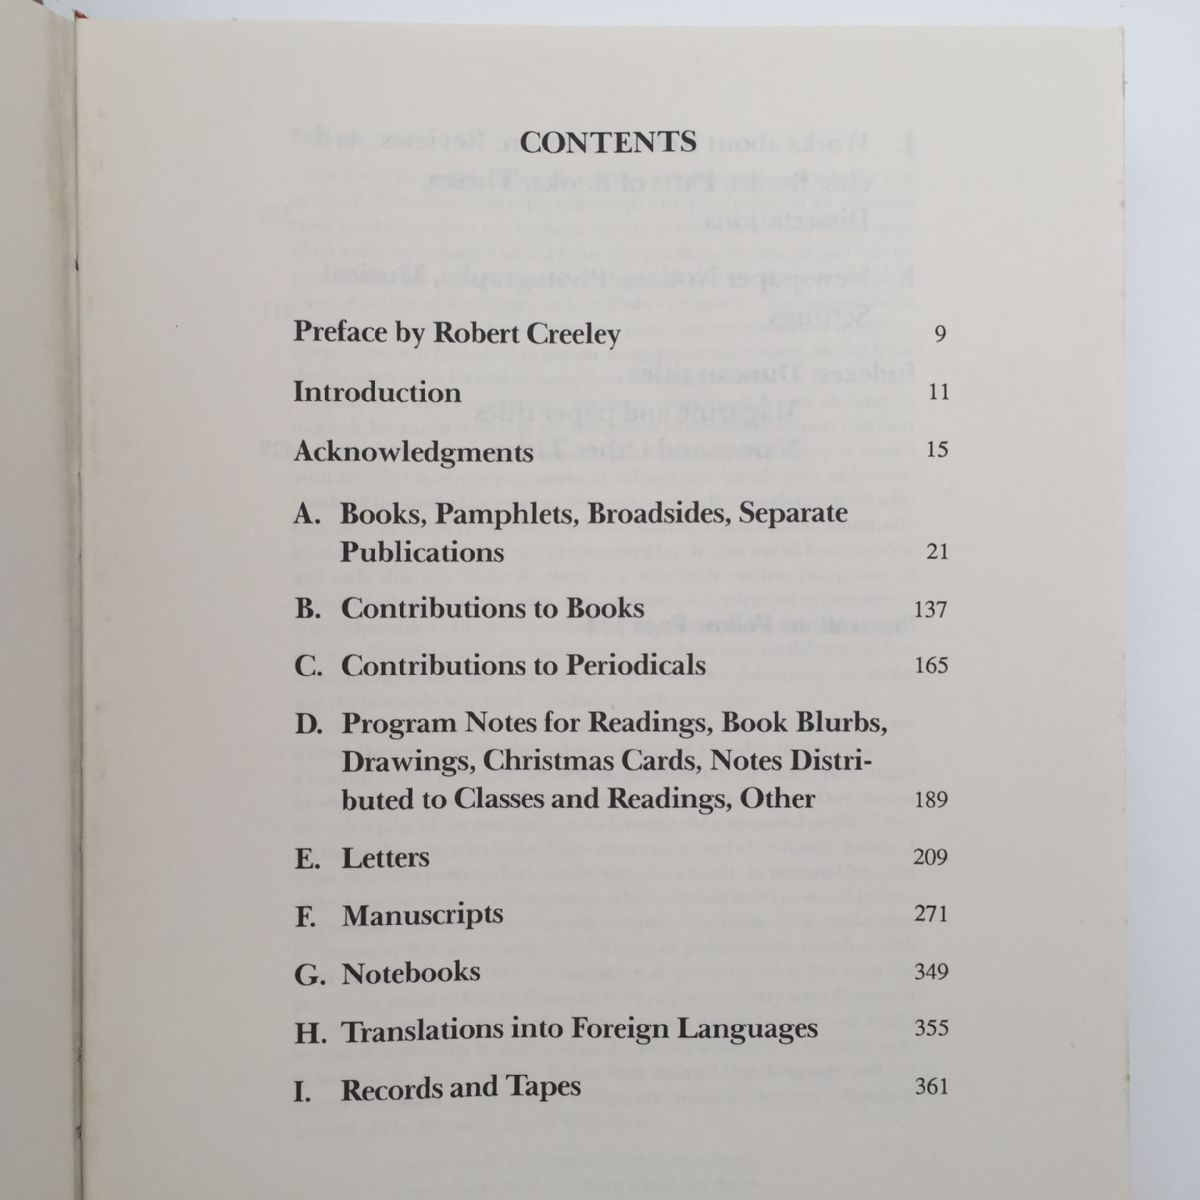 CONTENTS
Preface by Robert Creeley 9
Introduction 11
Acknowledgments 15
A. Books, Pamphlets, Broadsides, Separate
Publications 21
B. Contributions to Books 137
C. Contributions to Periodicals 165
D. Program Notes for Readings, Book Blurbs,
Drawings, Christmas Cards, Notes Distri-
buted to Classes and Readings, Other 189
E. Letters 209
F. Manuscripts 271
G. Notebooks 349
H. Translations into Foreign Languages 355
I. Records and Tapes 361